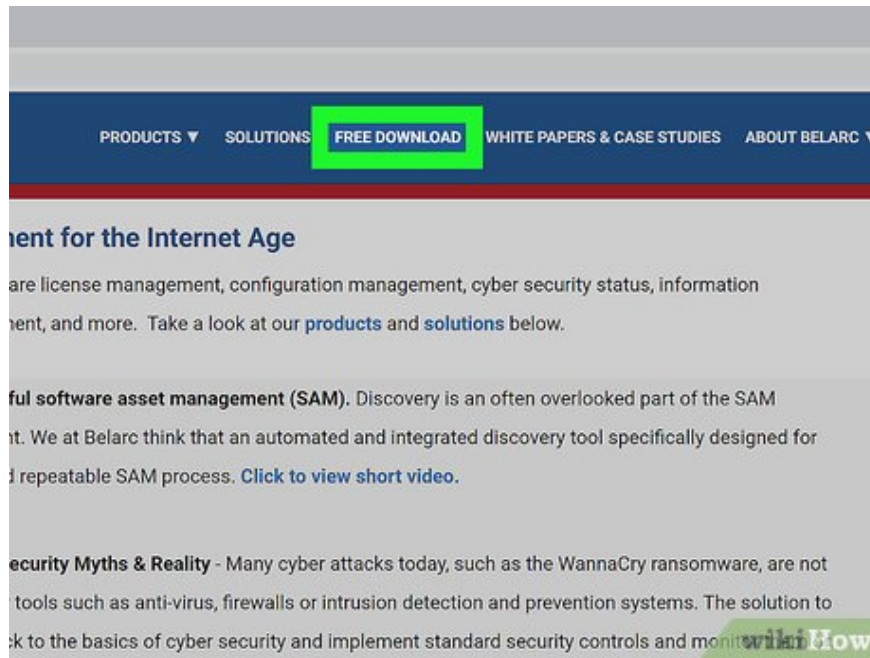 PRODUCTS ▼ SOLUTIONS FREE DOWNLOAD WHITE PAPERS & CASE STUDIES ABOUT BELARC
ent for the Internet Age
are license management, configuration management, cyber security status, information
ent, and more. Take a look at our products and solutions below.
ful software asset management (SAM). Discovery is an often overlooked part of the SAM
nt. We at Belarc think that an automated and integrated discovery tool specifically designed for
repeatable SAM process. Click to view short video.
ecurity Myths & Reality - Many cyber attacks today, such as the WannaCry ransomware, are not
tools such as anti-virus, firewalls or intrusion detection and prevention systems. The solution to
ck to the basics of cyber security and implement standard security controls and
wikiHow